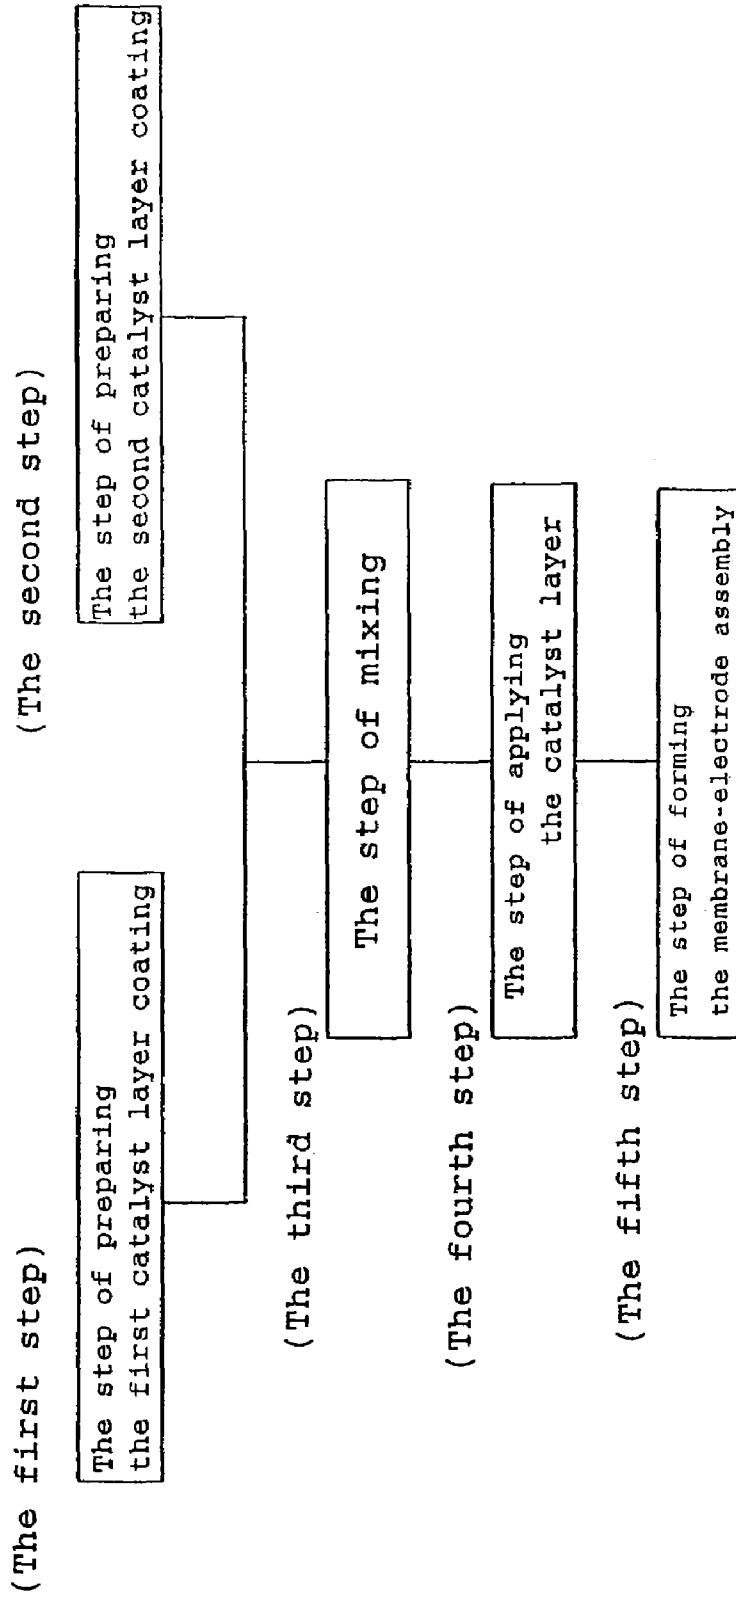 (The first step)
The step of preparing
the first catalyst layer coating
(The second step)
The step of preparing
the second catalyst layer coating
(The third step)
The step of mixing
(The fourth step)
The step of applying
the catalyst layer
(The fifth step)
The step of forming
the membrane-electrode assembly